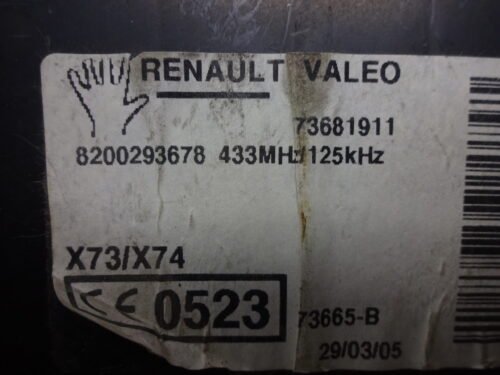 RENAULT VALEO
73681911
8200293678 433MHz/125kHz
X73/X74
CE 0523
73665-B
29/03/05